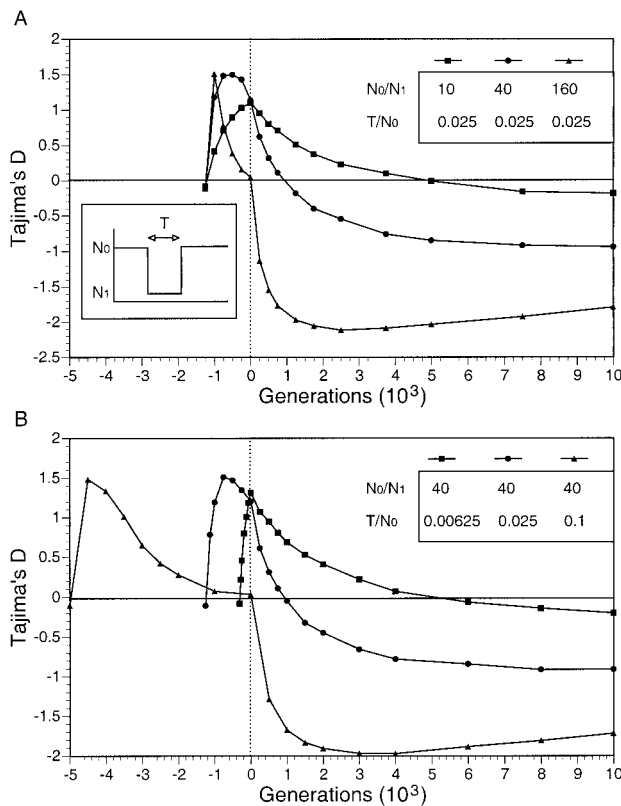 A
2
1.5
1
0.5
0
-0.5
-1
-1.5
-2
-2.5
Tajima's D
N0/N1 10 40 160
T/N0 0.025 0.025 0.025
T
N0
N1
-5 -4 -3 -2 -1 0 1 2 3 4 5 6 7 8 9 10
Generations (10³)
B
2
1.5
1
0.5
0
-0.5
-1
-1.5
-2
Tajima's D
N0/N1 40 40 40
T/N0 0.00625 0.025 0.1
-5 -4 -3 -2 -1 0 1 2 3 4 5 6 7 8 9 10
Generations (10³)